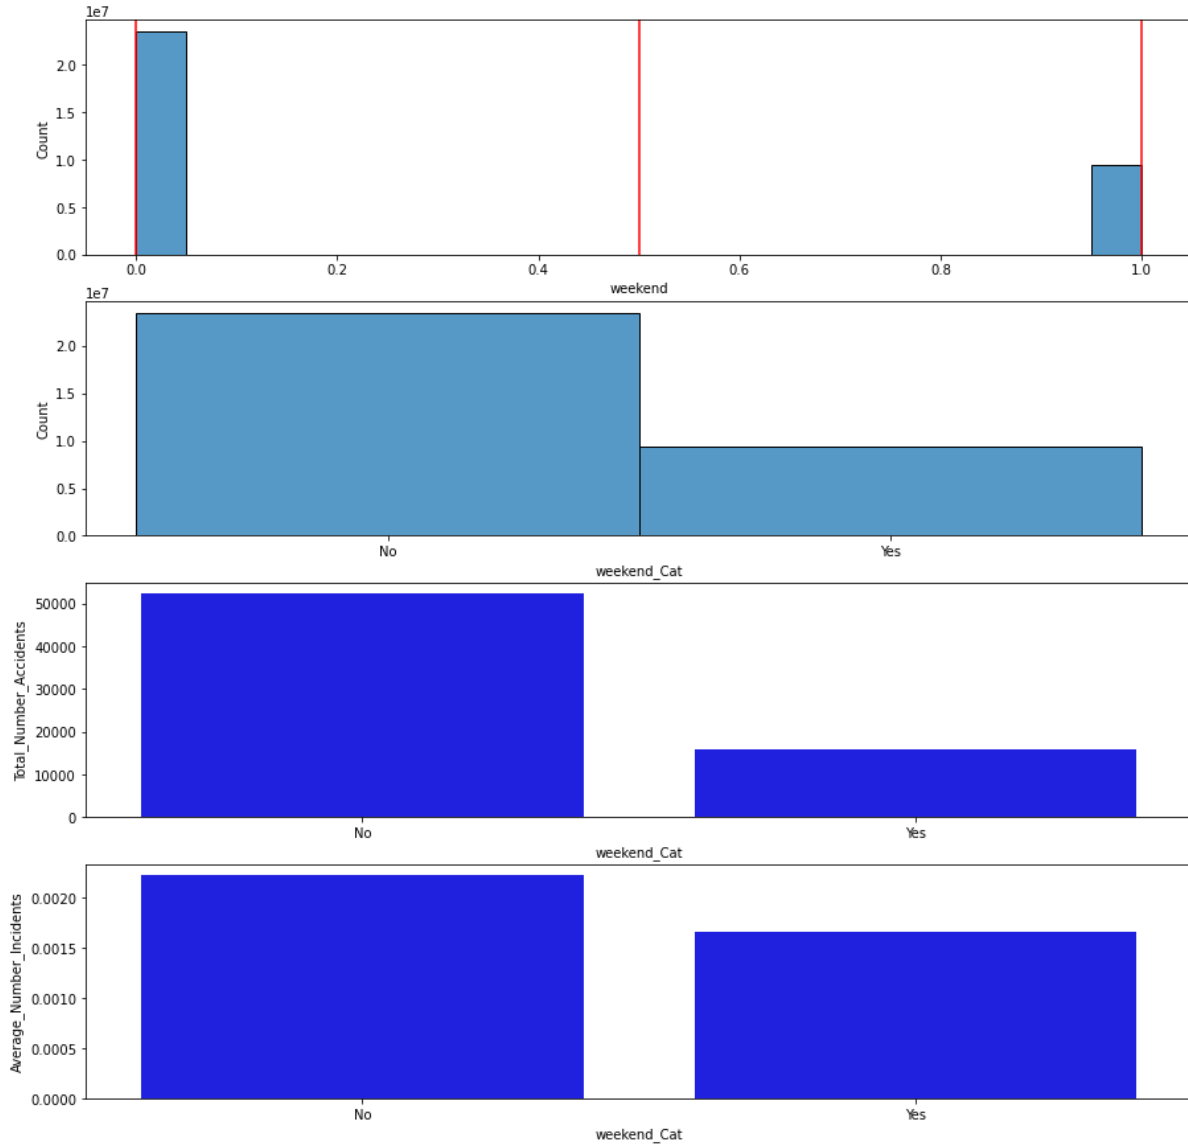 1e7
2.0
1.5
1.0
0.5
0.0
Count
0.0 0.2 0.4 0.6 0.8 1.0
weekend
1e7
2.0
1.5
1.0
0.5
0.0
Count
No Yes
weekend_Cat
50000
40000
30000
20000
10000
0
Total_Number_Accidents
No Yes
weekend_Cat
0.0020
0.0015
0.0010
0.0005
0.0000
Average_Number_Incidents
No Yes
weekend_Cat